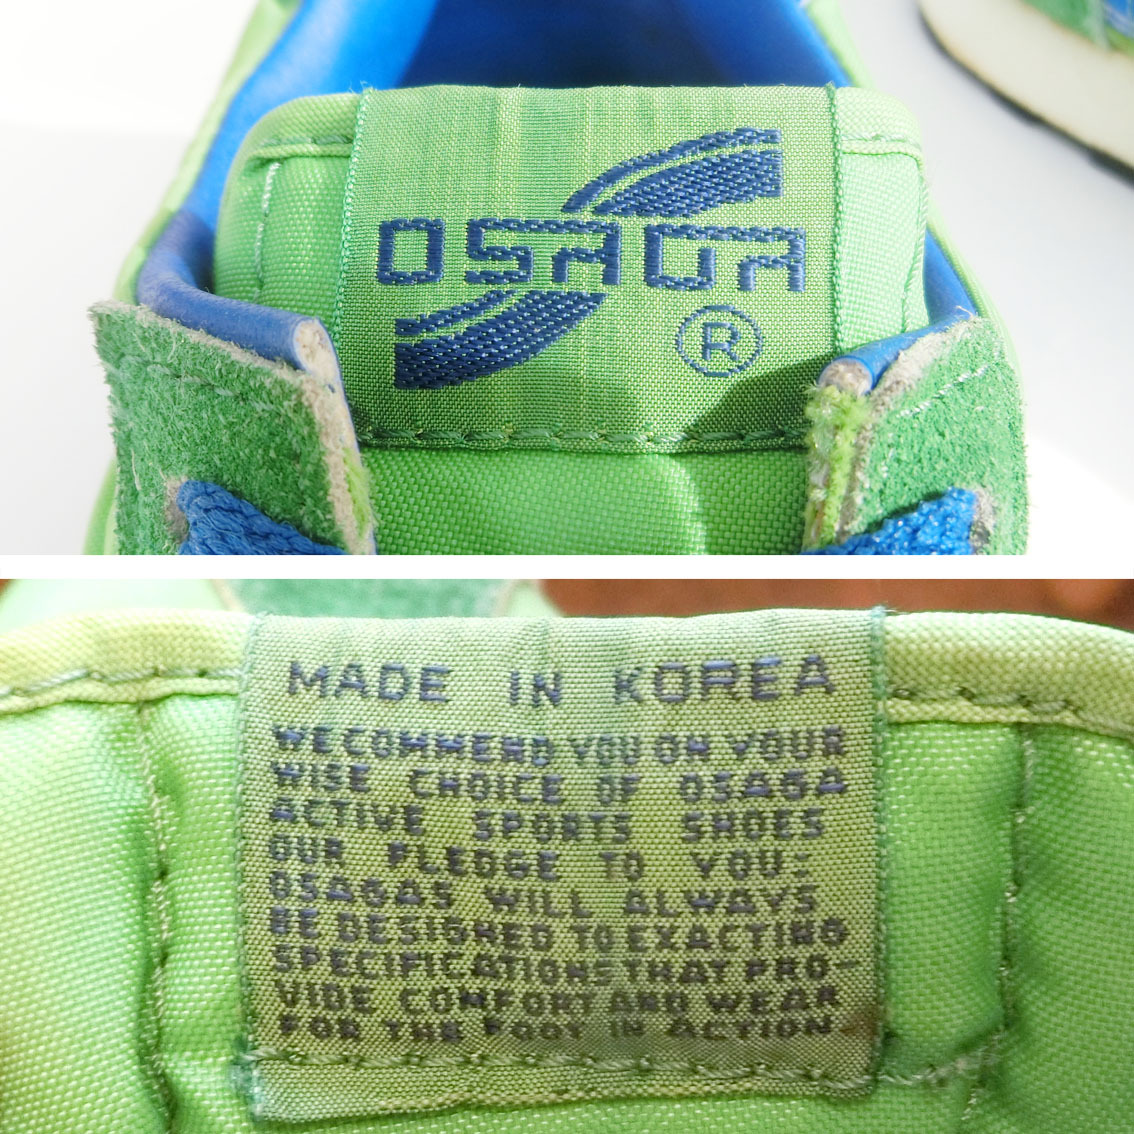 OSAGA
®
MADE IN KOREA
WE COMMEND YOU ON YOUR
WISE CHOICE OF OSAGA
ACTIVE SPORTS SHOES
OUR PLEDGE TO YOU:
OSAGAS WILL ALWAYS
BE DESIGNED TO EXACTING
SPECIFICATIONS THAT PRO-
VIDE COMFORT AND WEAR
FOR THE FOOT IN ACTION